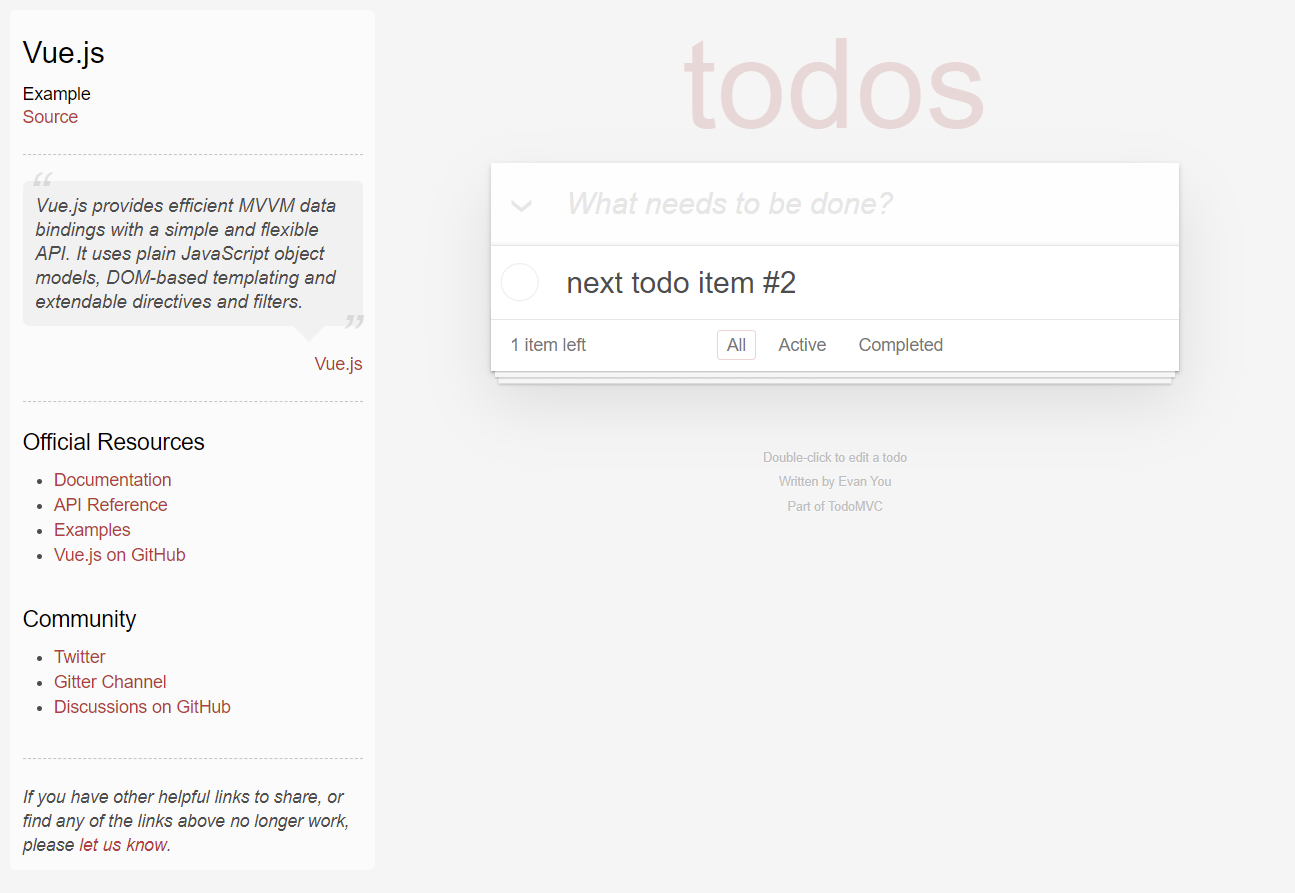 Vue.js
Example
Source
“
Vue.js provides efficient MVVM data
bindings with a simple and flexible
API. It uses plain JavaScript object
models, DOM-based templating and
extendable directives and filters.
”
Vue.js
Official Resources
• Documentation
• API Reference
• Examples
• Vue.js on GitHub
Community
• Twitter
• Gitter Channel
• Discussions on GitHub
If you have other helpful links to share, or
find any of the links above no longer work,
please let us know.
todos
What needs to be done?
next todo item #2
1 item left All Active Completed
Double-click to edit a todo
Written by Evan You
Part of TodoMVC